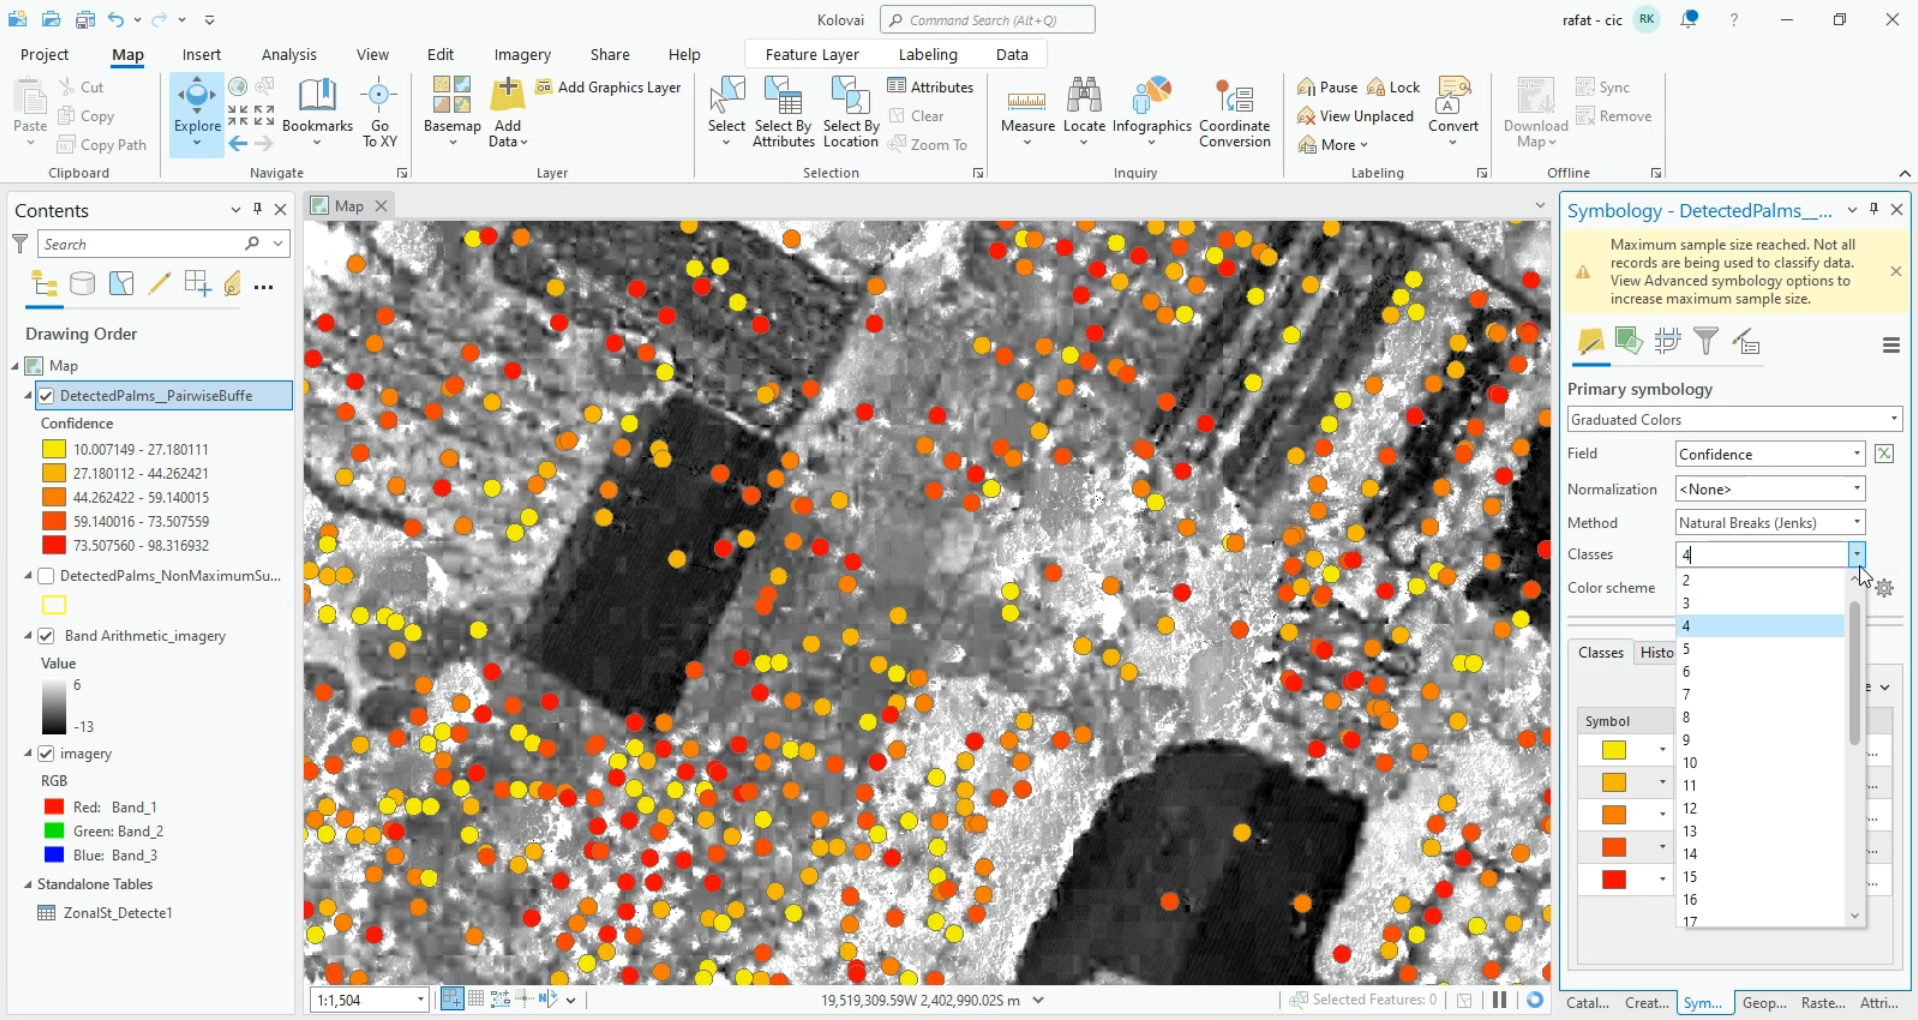 Kolovai
Command Search (Alt+Q)
rafat - cic
RK
?
Project
Map
Insert
Analysis
View
Edit
Imagery
Share
Help
Feature Layer
Labeling
Data
Paste
Cut
Copy
Copy Path
Clipboard
Explore
Bookmarks
Go
To XY
Navigate
Basemap
Add
Data
Add Graphics Layer
Layer
Select
Select By
Attributes
Select By
Location
Attributes
Clear
Zoom To
Selection
Measure
Locate
Infographics
Coordinate
Conversion
Inquiry
Pause
Lock
View Unplaced
More
A
Convert
Labeling
Download
Map
Sync
Remove
Offline
Contents
Search
Drawing Order
Map
DetectedPalms__PairwiseBuffe
Confidence
10.007149 - 27.180111
27.180112 - 44.262421
44.262422 - 59.140015
59.140016 - 73.507559
73.507560 - 98.316932
DetectedPalms_NonMaximumSu...
Band Arithmetic_imagery
Value
6
-13
imagery
RGB
Red: Band_1
Green: Band_2
Blue: Band_3
Standalone Tables
ZonalSt_Detecte1
Map
1:1,504
19,519,309.59W 2,402,990.02S m
Selected Features: 0
Symbology - DetectedPalms__...
Maximum sample size reached. Not all
records are being used to classify data.
View Advanced symbology options to
increase maximum sample size.
Primary symbology
Graduated Colors
Field
Confidence
Normalization
<None>
Method
Natural Breaks (Jenks)
Classes
4
Color scheme
2
3
4
5
6
7
8
9
10
11
12
13
14
15
16
17
Classes
Histo
e
Symbol
...
...
...
...
...
Catal...
Creat...
Sym...
Geop...
Raste...
Attri...